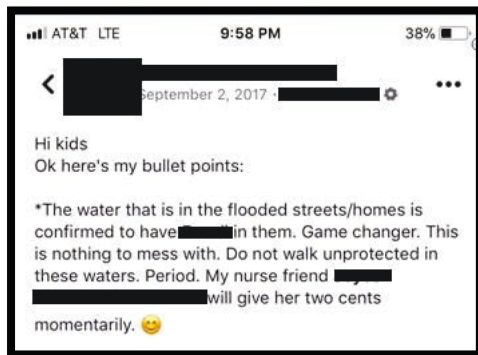 AT&T LTE 9:58 PM 38%
September 2, 2017 ·
Hi kids
Ok here's my bullet points:
*The water that is in the flooded streets/homes is
confirmed to have in them. Game changer. This
is nothing to mess with. Do not walk unprotected in
these waters. Period. My nurse friend
will give her two cents
momentarily. 😊